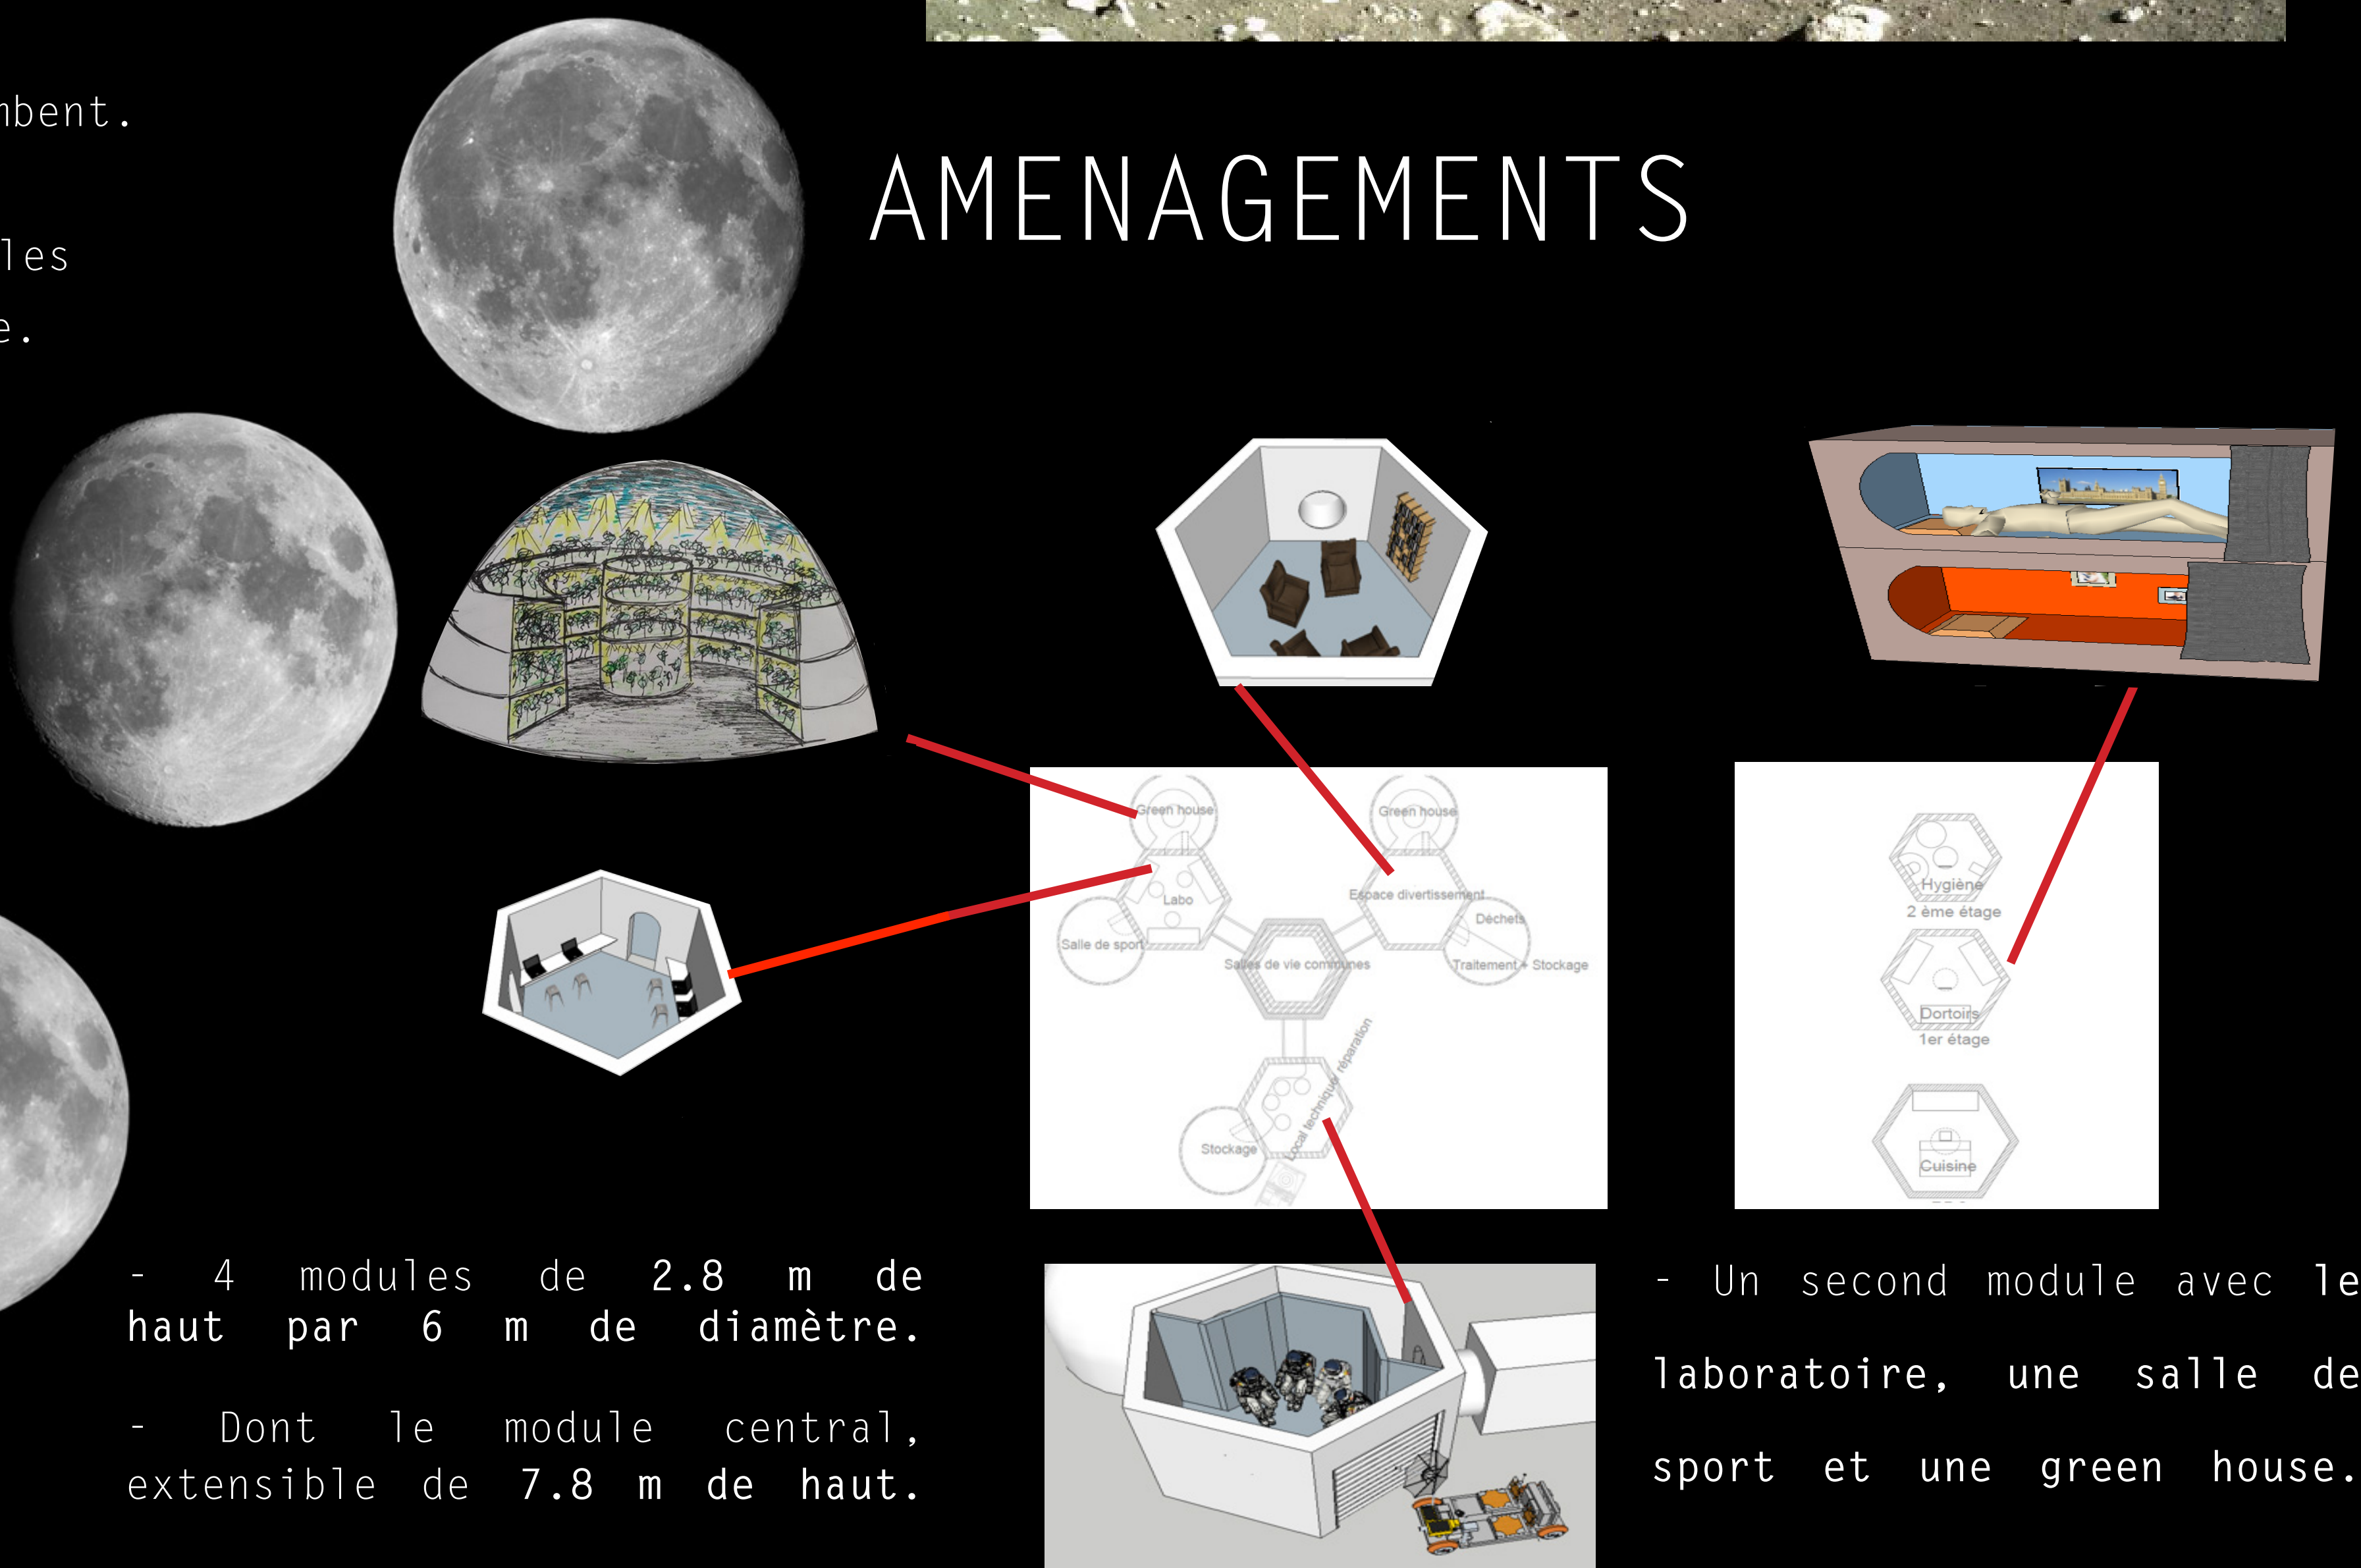 mbent.
les
e.
AMENAGEMENTS
Green house
Green house
Labo
Espace divertissement
Salle de sport
Déchets
Salles de vie communes
Traitement + Stockage
Local technique/ réparation
Stockage
Hygiène
2 ème étage
Dortoirs
1er étage
Cuisine
- 4 modules de 2.8 m de
haut par 6 m de diamètre.
- Dont le module central,
extensible de 7.8 m de haut.
- Un second module avec le
laboratoire, une salle de
sport et une green house.